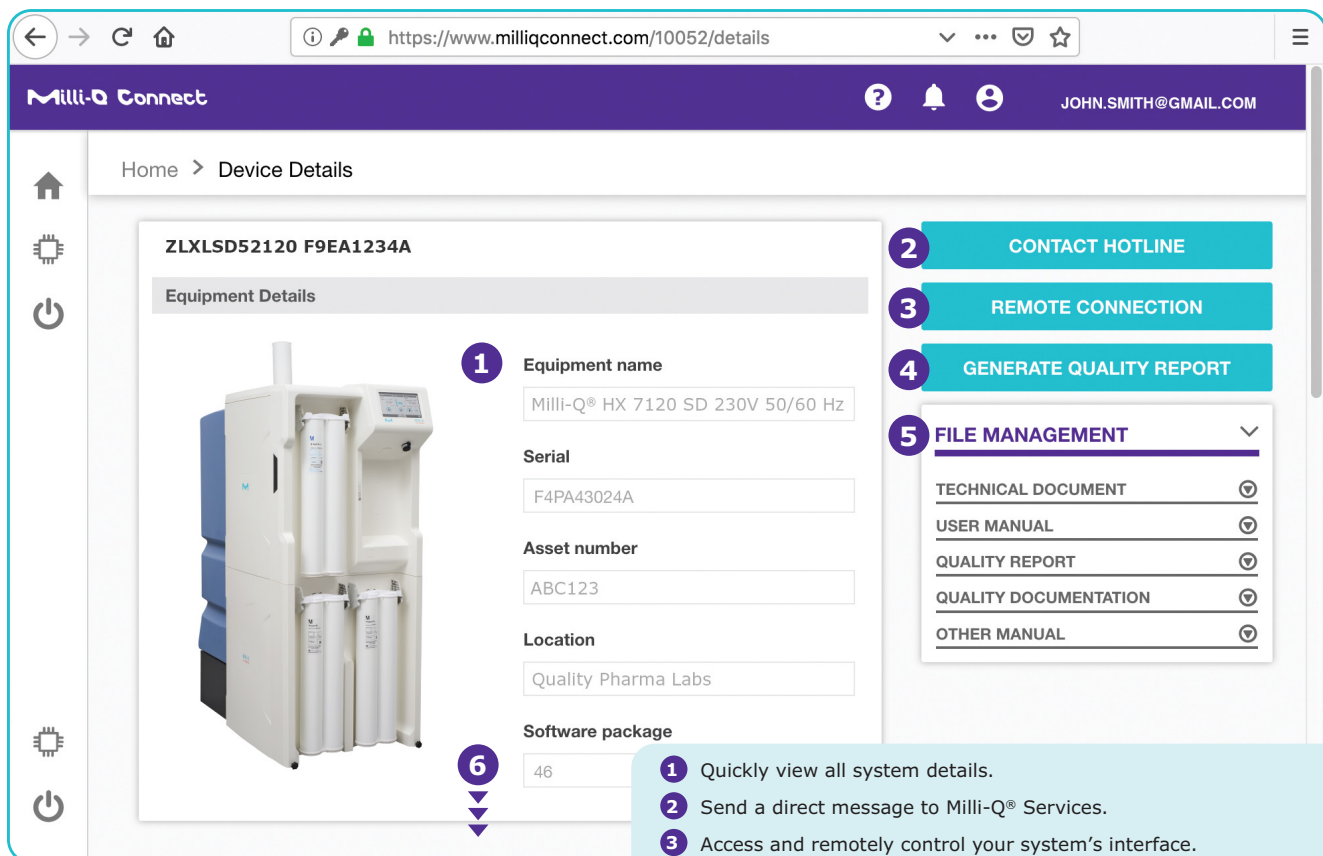 https://www.milliqconnect.com/10052/details
Milli-Q Connect
?
JOHN.SMITH@GMAIL.COM
Home > Device Details
ZLXLSD52120 F9EA1234A
Equipment Details
1
Equipment name
Milli-Q® HX 7120 SD 230V 50/60 Hz
Serial
F4PA43024A
Asset number
ABC123
Location
Quality Pharma Labs
Software package
46
6
2 CONTACT HOTLINE
3 REMOTE CONNECTION
4 GENERATE QUALITY REPORT
5 FILE MANAGEMENT
TECHNICAL DOCUMENT
USER MANUAL
QUALITY REPORT
QUALITY DOCUMENTATION
OTHER MANUAL
1 Quickly view all system details.
2 Send a direct message to Milli-Q® Services.
3 Access and remotely control your system's interface.